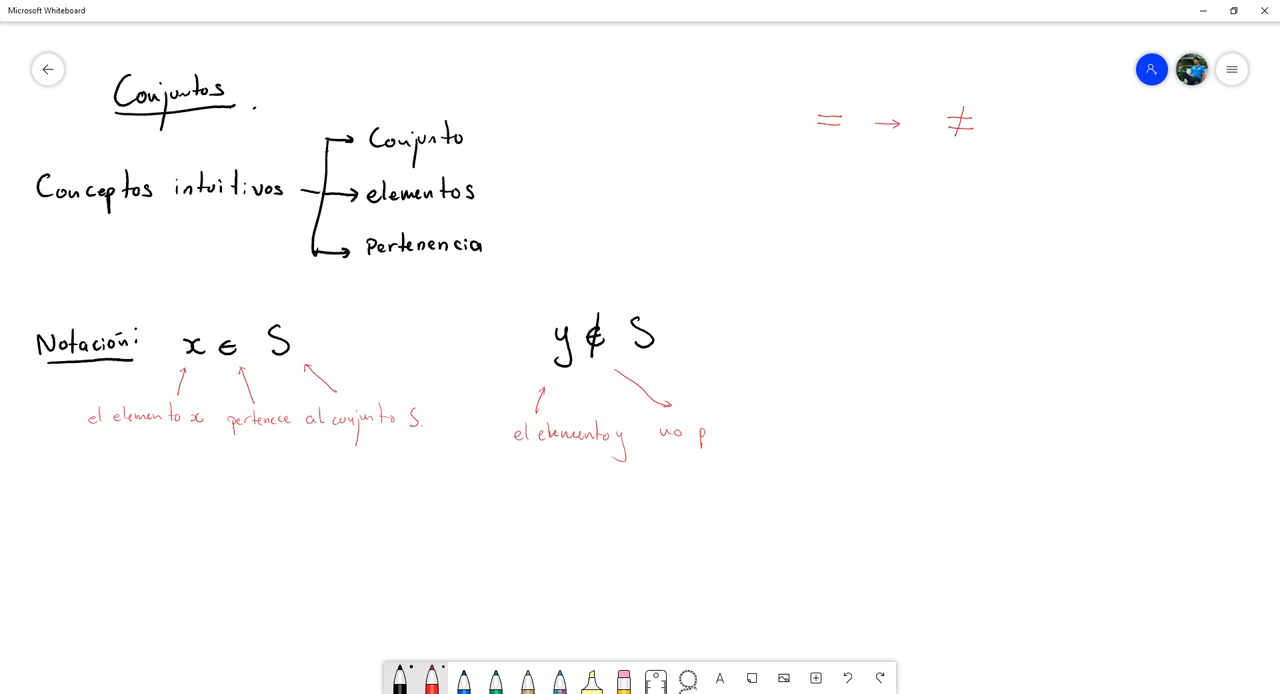 Microsoft Whiteboard
Conjuntos.
= → ≠
Conjunto
Conceptos intuitivos
elementos
Pertenencia
Notación: x ∈ S
y ∉ S
el elemento x pertenece al conjunto S.
el elemento y no p